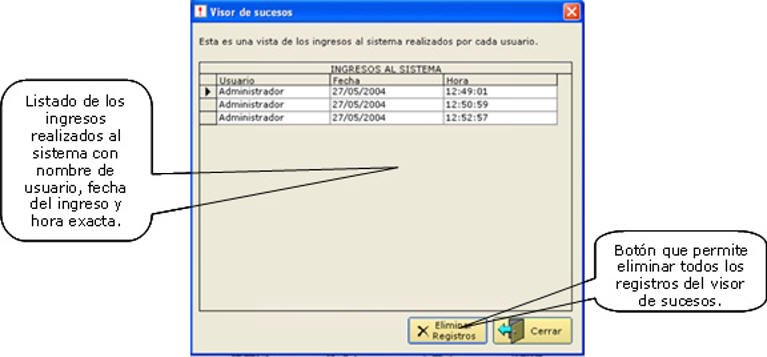 Visor de sucesos
Esta es una vista de los ingresos al sistema realizados por cada usuario.
INGRESOS AL SISTEMA
Usuario Fecha Hora
Administrador 27/05/2004 12:49:01
Administrador 27/05/2004 12:50:59
Administrador 27/05/2004 12:52:57
Listado de los
ingresos
realizados al
sistema con
nombre de
usuario, fecha
del ingreso y
hora exacta.
Botón que permite
eliminar todos los
registros del visor
de sucesos.
Eliminar
Registros
Cerrar